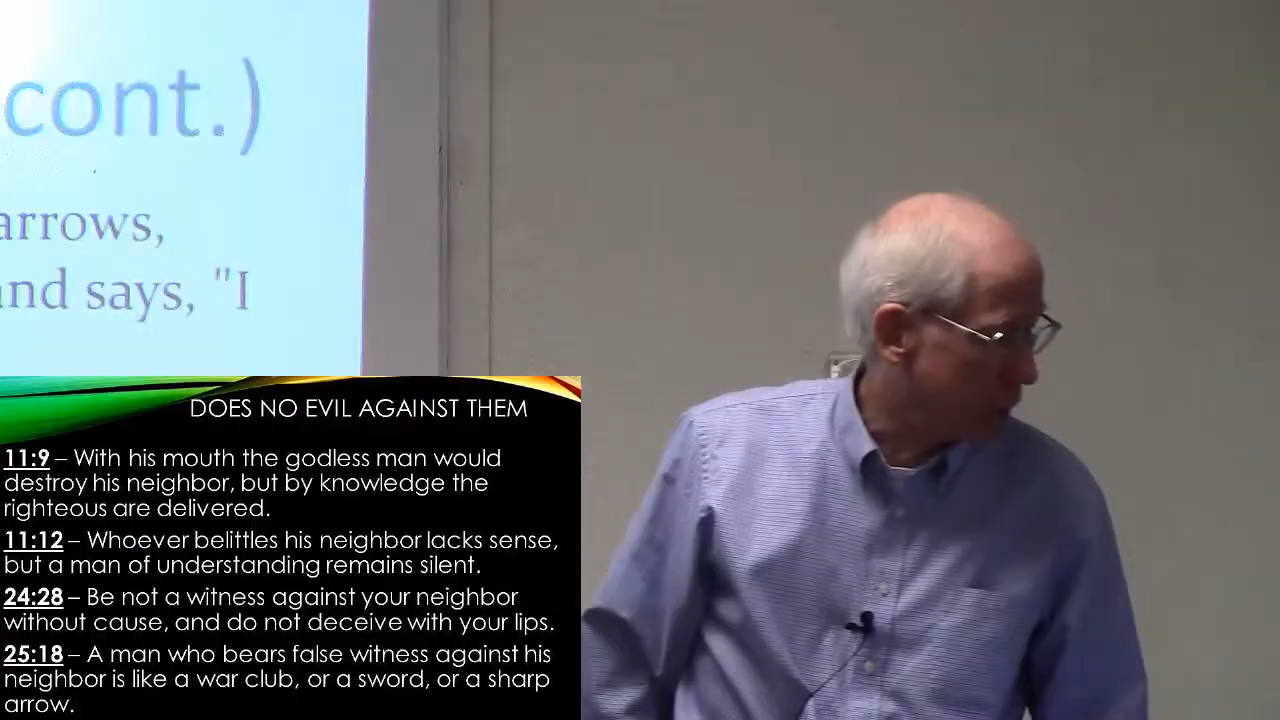 cont.)
arrows,
and says, "I
DOES NO EVIL AGAINST THEM
11:9 – With his mouth the godless man would
destroy his neighbor, but by knowledge the
righteous are delivered.
11:12 – Whoever belittles his neighbor lacks sense,
but a man of understanding remains silent.
24:28 – Be not a witness against your neighbor
without cause, and do not deceive with your lips.
25:18 – A man who bears false witness against his
neighbor is like a war club, or a sword, or a sharp
arrow.